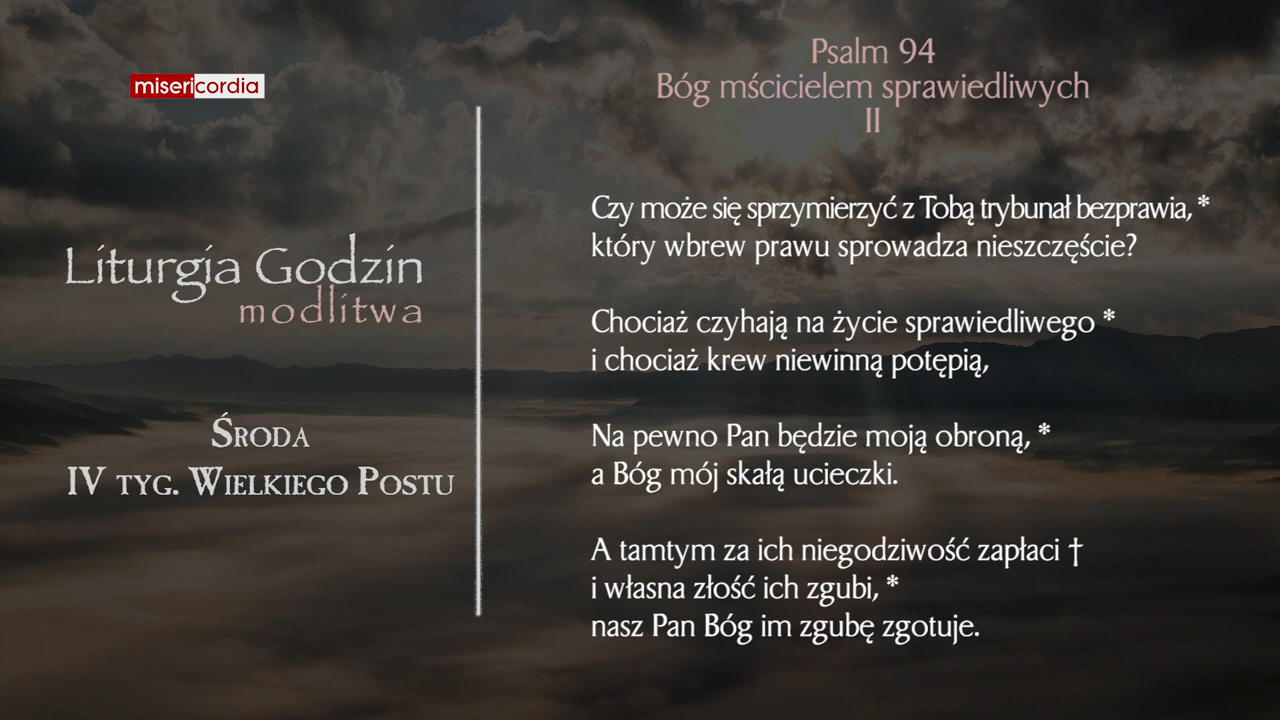 misericordia
Liturgia Godzin
modlitwa
Środa
IV tyg. Wielkiego Postu
Psalm 94
Bóg mścicielem sprawiedliwych
II
Czy może się sprzymierzyć z Tobą trybunał bezprawia, *
który wbrew prawu sprowadza nieszczęście?
Chociaż czyhają na życie sprawiedliwego *
i chociaż krew niewinną potępią,
Na pewno Pan będzie moją obroną, *
a Bóg mój skałą ucieczki.
A tamtym za ich niegodziwość zapłaci †
i własna złość ich zgubi, *
nasz Pan Bóg im zgubę zgotuje.